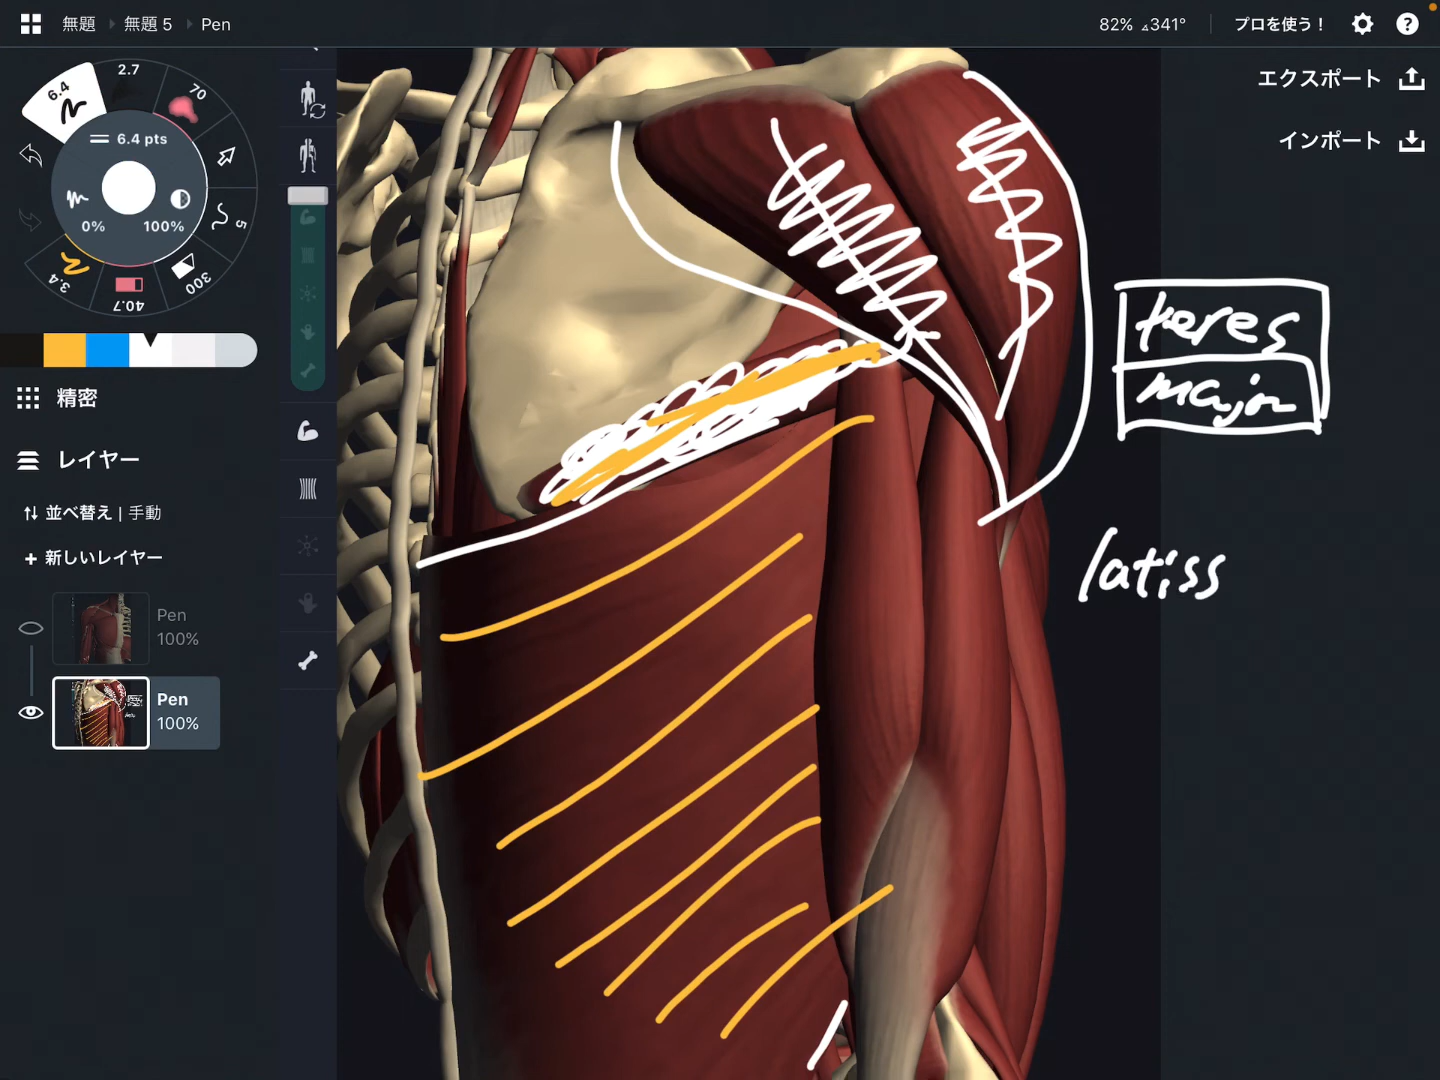 無題 無題 5 Pen
82% ⊿341°
プロを使う！
エクスポート
インポート
2.7
6.4
70
6.4 pts
0%
100%
5
3.4
40.7
300
精密
レイヤー
並べ替え | 手動
+ 新しいレイヤー
Pen
100%
Pen
100%
teres
major
latiss